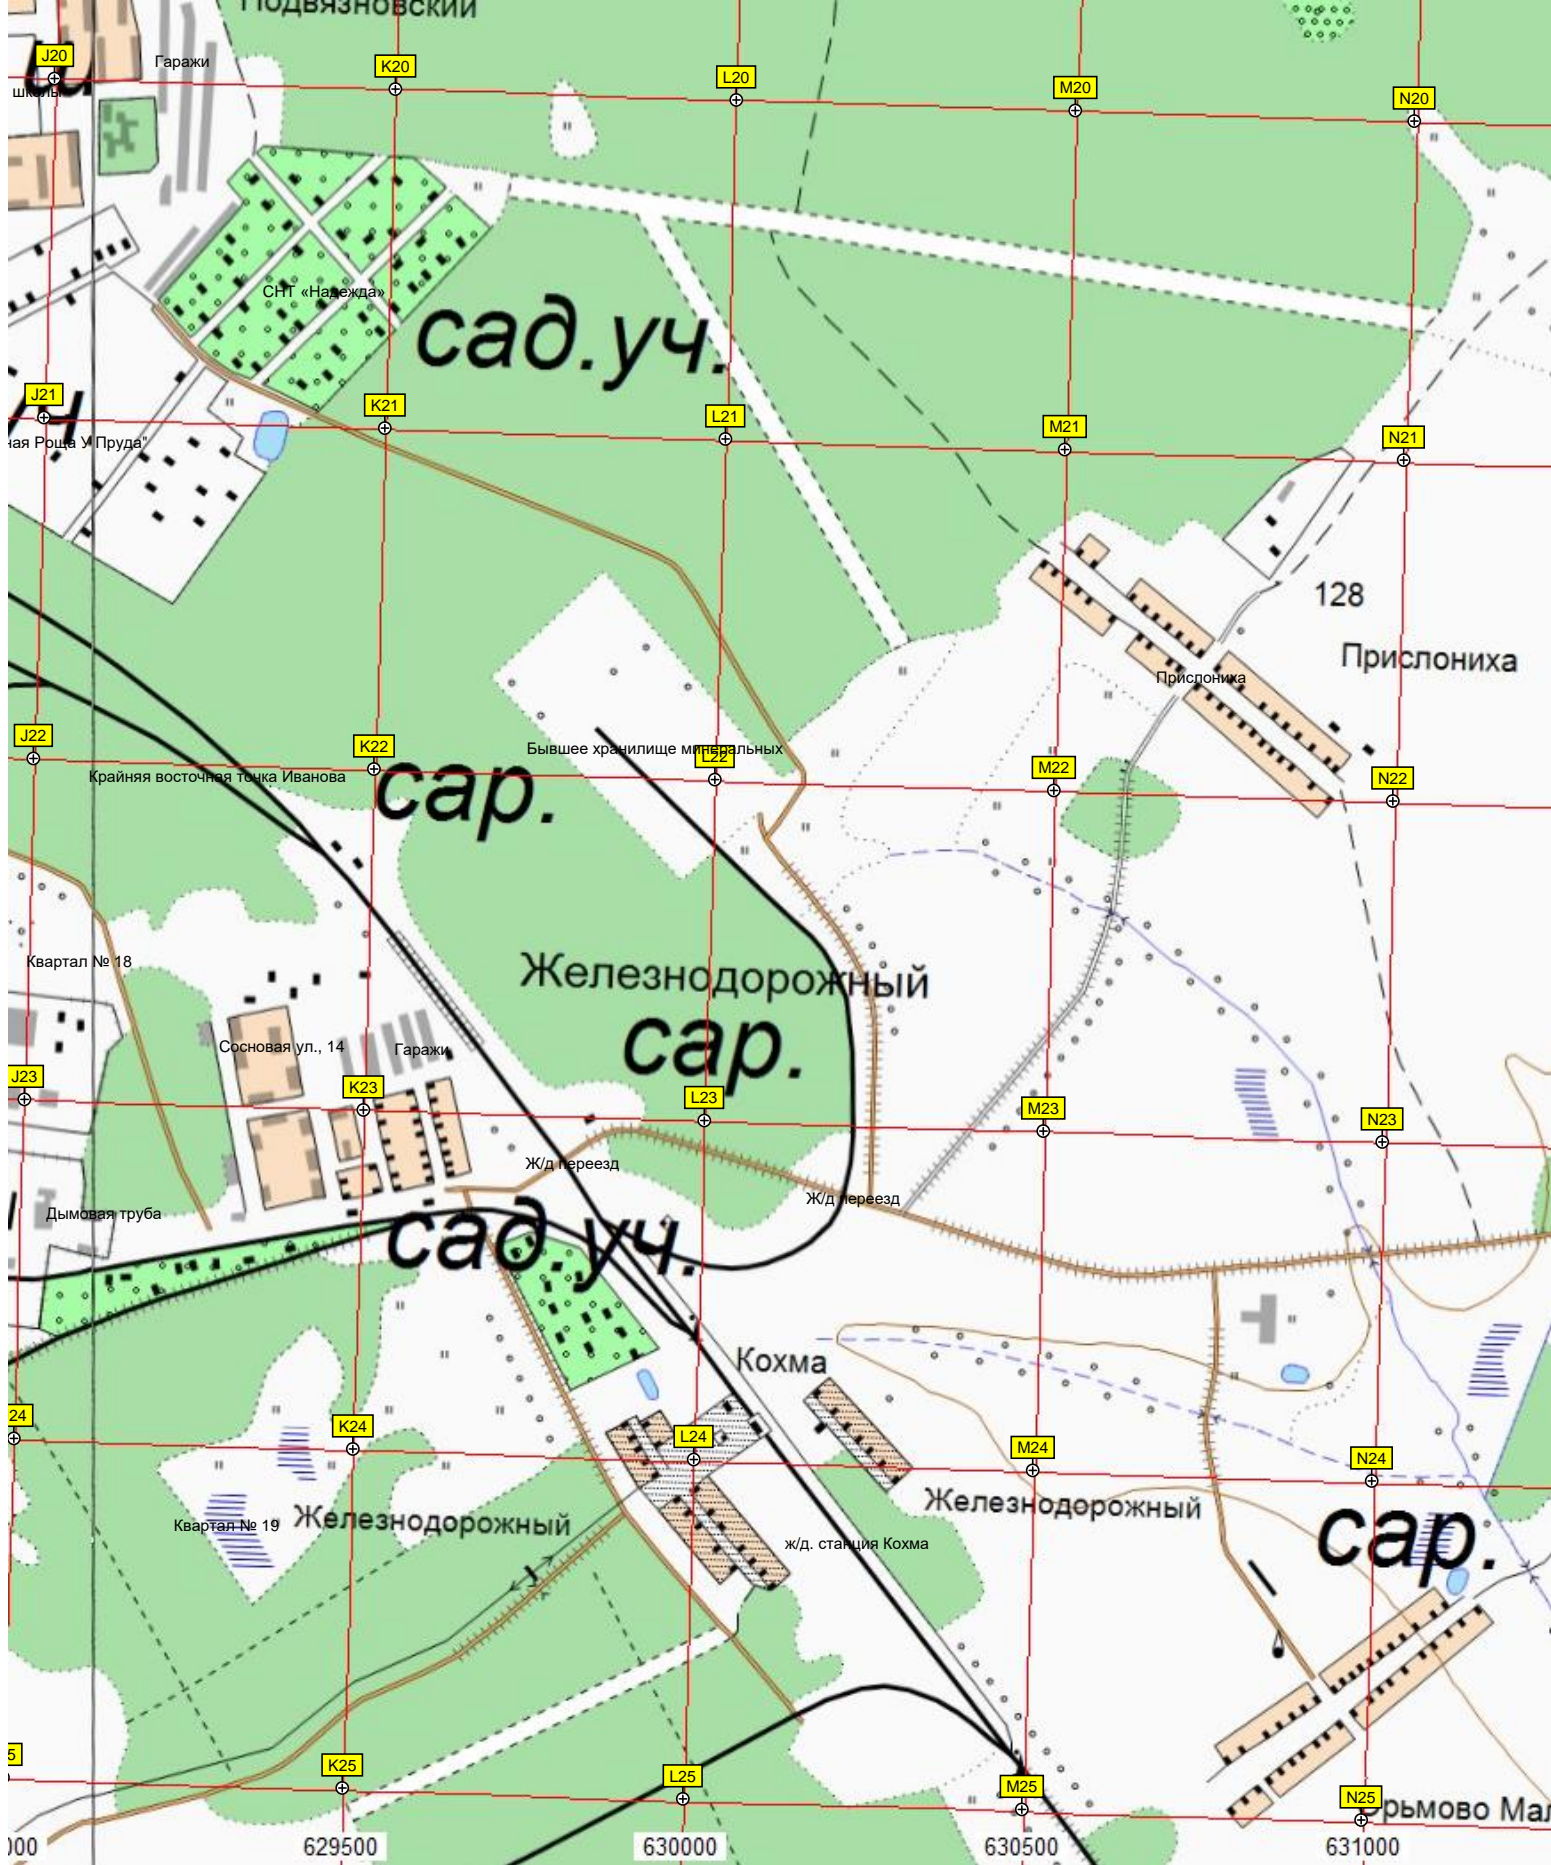 Подвязновский
Гаражи
J20
K20
L20
M20
N20
школы
СНТ «Надежда»
сад.уч.
J21
K21
L21
M21
N21
ная Роща У Пруда"
128
Прислониха
Прислониха
J22
K22
Бывшее хранилище минеральных
L22
M22
N22
Крайняя восточная точка Иванова
сар.
Квартал № 18
Железнодорожный
сар.
Сосновая ул., 14
Гаражи
J23
K23
L23
M23
N23
Ж/д переезд
Ж/д переезд
Дымовая труба
сад.уч.
Кохма
24
K24
L24
M24
N24
Железнодорожный
Квартал № 19
Железнодорожный
сар.
ж/д. станция Кохма
5
K25
L25
M25
N25
рьмово Мал
000
629500
630000
630500
631000